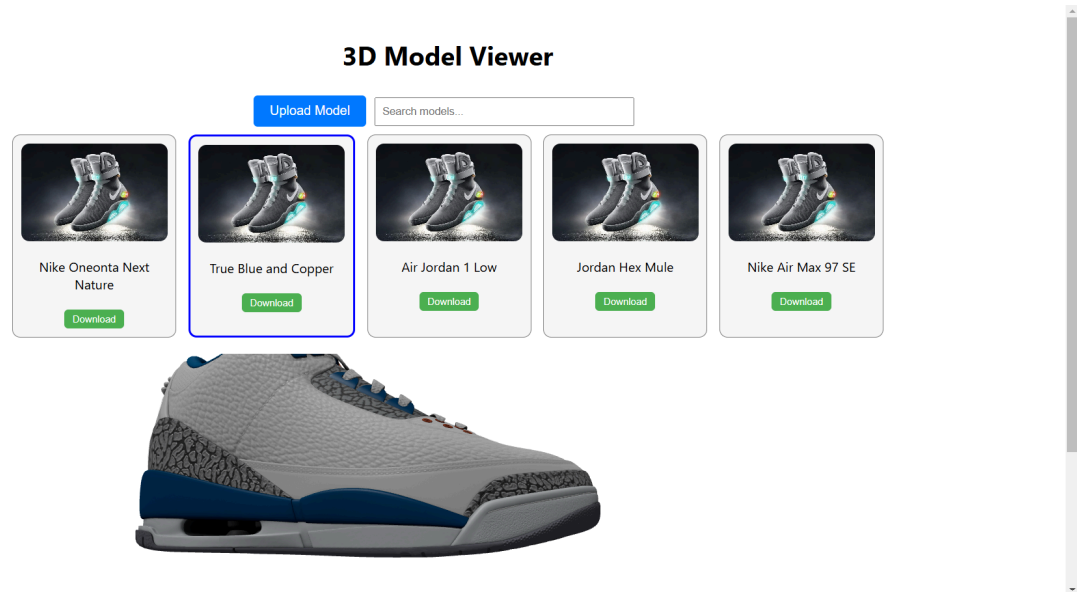 3D Model Viewer
Upload Model
Search models...
Nike Oneonta Next
Nature
Download
True Blue and Copper
Download
Air Jordan 1 Low
Download
Jordan Hex Mule
Download
Nike Air Max 97 SE
Download